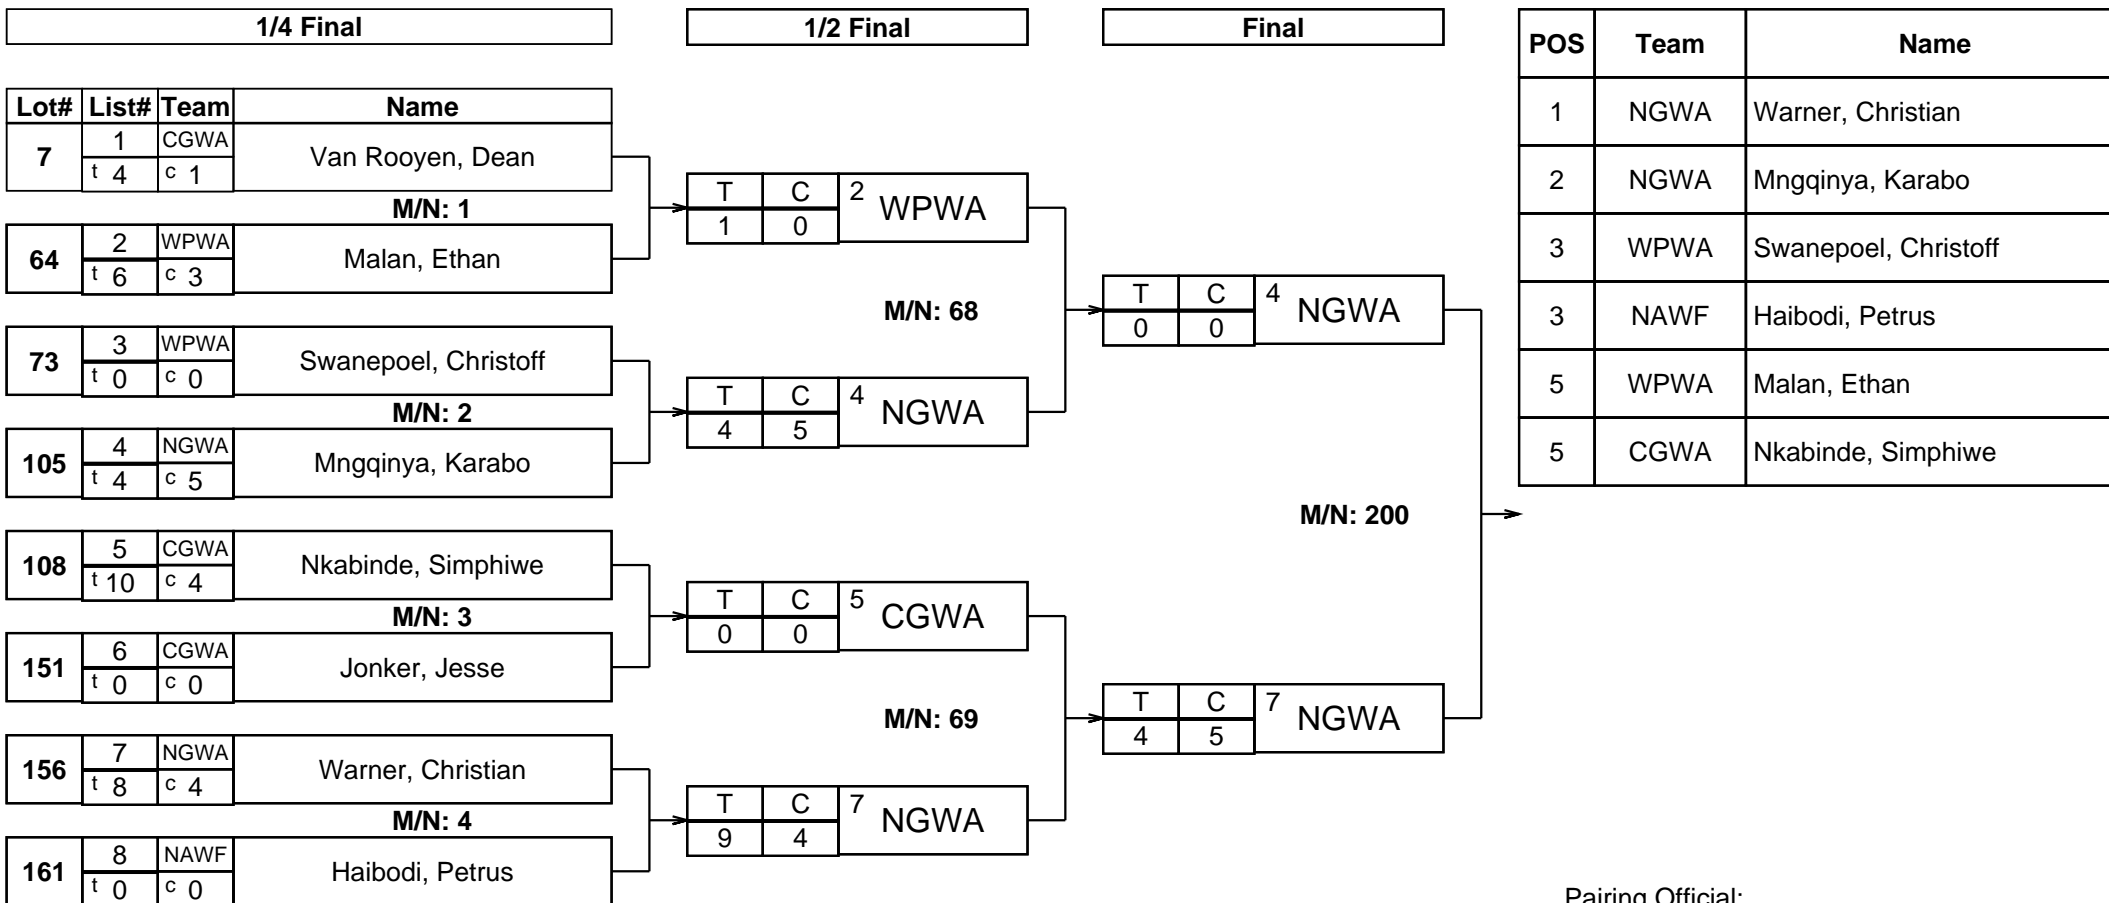 1/4 Final
1/2 Final
Final
Lot# List# Team Name
7 1 CGWA Van Rooyen, Dean
t 4 c 1
M/N: 1
64 2 WPWA Malan, Ethan
t 6 c 3
73 3 WPWA Swanepoel, Christoff
t 0 c 0
M/N: 2
105 4 NGWA Mngqinya, Karabo
t 4 c 5
108 5 CGWA Nkabinde, Simphiwe
t 10 c 4
M/N: 3
151 6 CGWA Jonker, Jesse
t 0 c 0
156 7 NGWA Warner, Christian
t 8 c 4
M/N: 4
161 8 NAWF Haibodi, Petrus
t 0 c 0
T C 2 WPWA
1 0
M/N: 68
T C 4 NGWA
4 5
T C 5 CGWA
0 0
M/N: 69
T C 7 NGWA
9 4
T C 4 NGWA
0 0
M/N: 200
T C 7 NGWA
4 5
POS Team Name
1 NGWA Warner, Christian
2 NGWA Mngqinya, Karabo
3 WPWA Swanepoel, Christoff
3 NAWF Haibodi, Petrus
5 WPWA Malan, Ethan
5 CGWA Nkabinde, Simphiwe
Pairing Official: